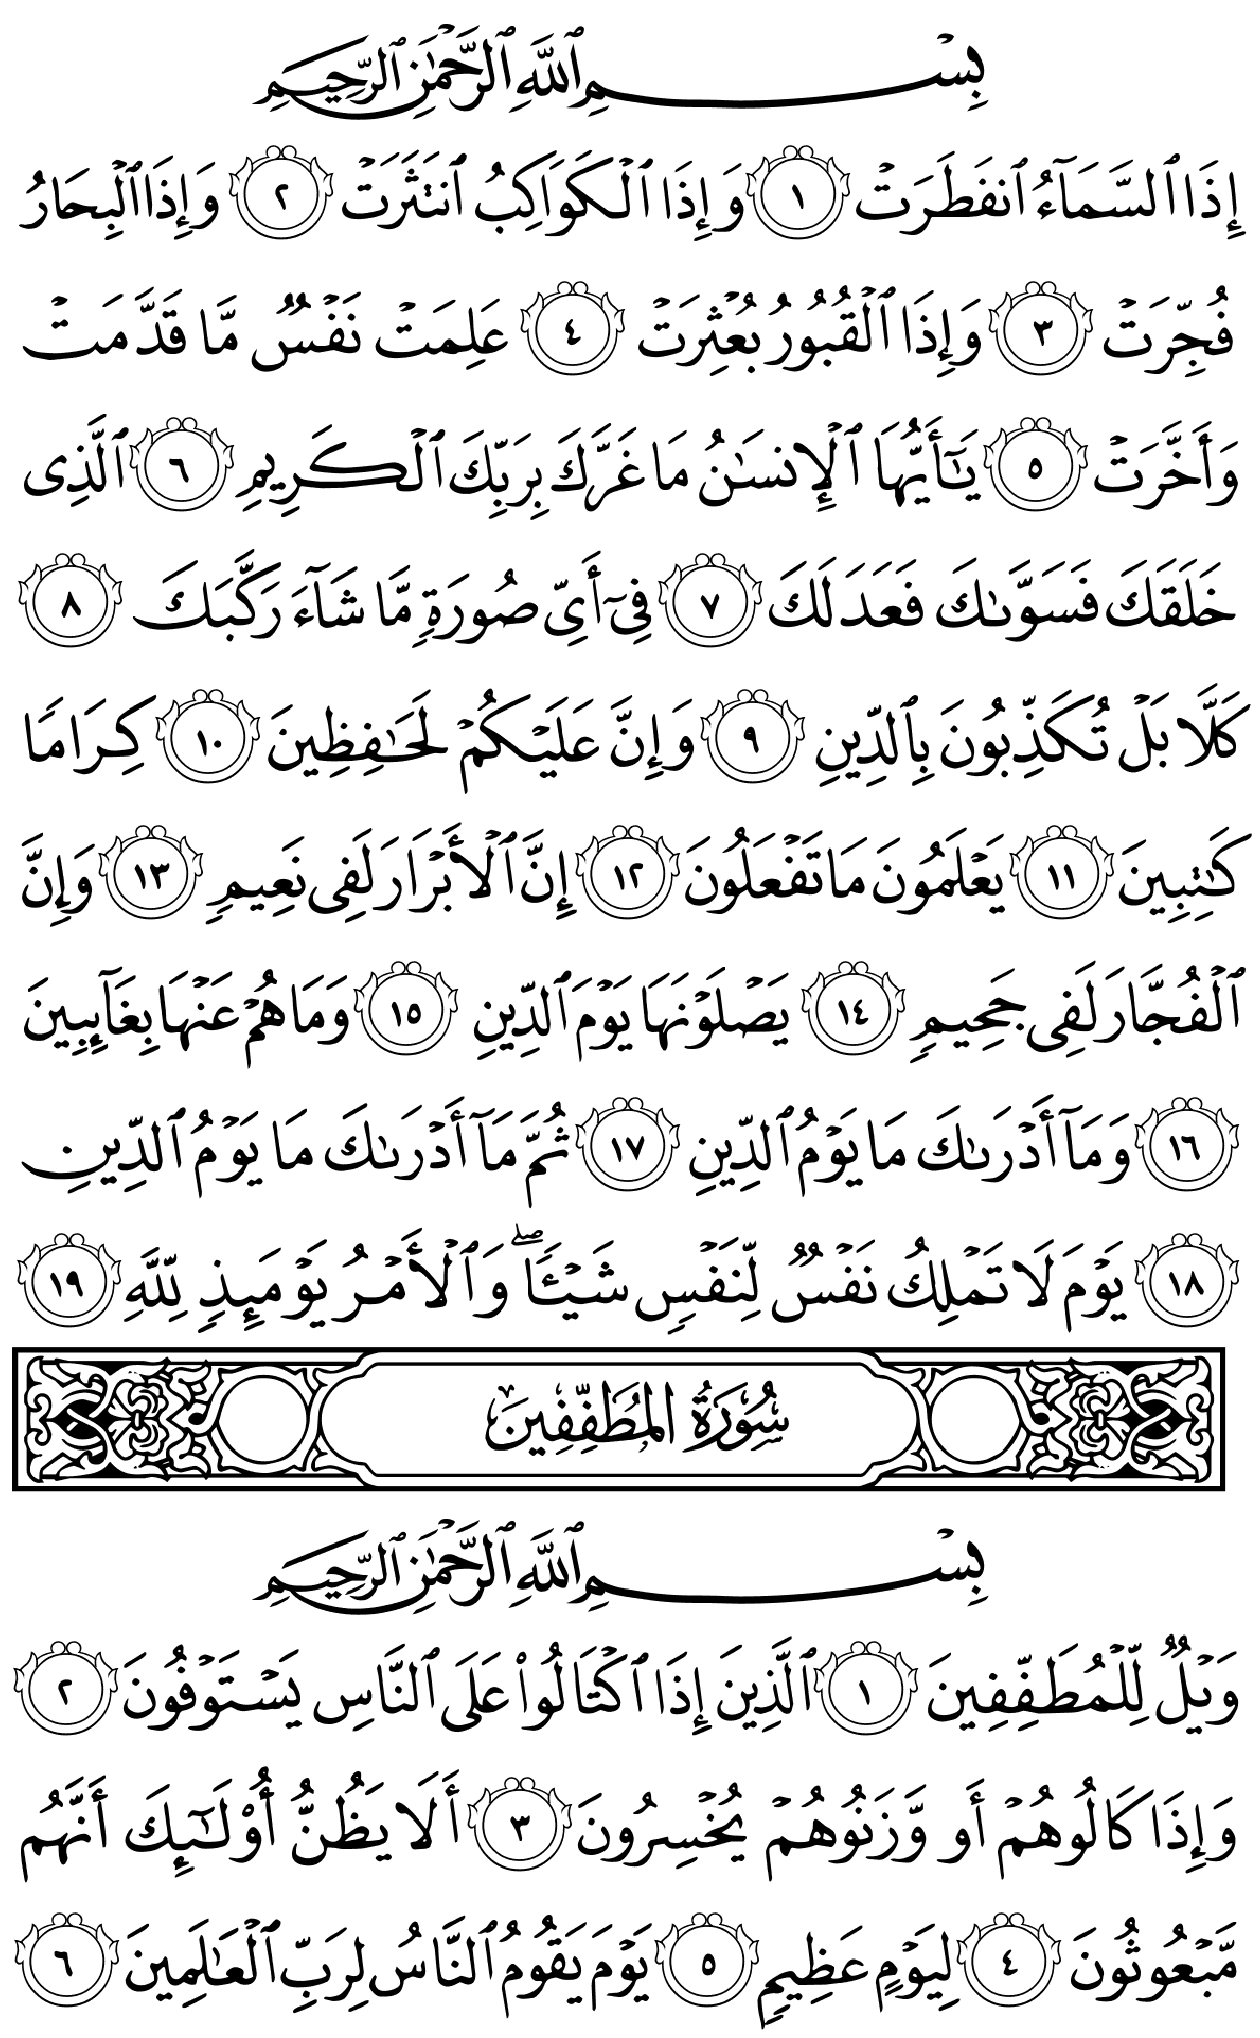 بِسْمِ ٱللَّهِ ٱلرَّحْمَٰنِ ٱلرَّحِيمِ
إِذَا ٱلسَّمَآءُ ٱنفَطَرَتْ ١ وَإِذَا ٱلْكَوَاكِبُ ٱنتَثَرَتْ ٢ وَإِذَا ٱلْبِحَارُ
فُجِّرَتْ ٣ وَإِذَا ٱلْقُبُورُ بُعْثِرَتْ ٤ عَلِمَتْ نَفْسٌ مَّا قَدَّمَتْ
وَأَخَّرَتْ ٥ يَٰٓأَيُّهَا ٱلْإِنسَٰنُ مَا غَرَّكَ بِرَبِّكَ ٱلْكَرِيمِ ٦ ٱلَّذِى
خَلَقَكَ فَسَوَّىٰكَ فَعَدَلَكَ ٧ فِىٓ أَىِّ صُورَةٍ مَّا شَآءَ رَكَّبَكَ ٨
كَلَّا بَلْ تُكَذِّبُونَ بِٱلدِّينِ ٩ وَإِنَّ عَلَيْكُمْ لَحَٰفِظِينَ ١٠ كِرَامًا
كَٰتِبِينَ ١١ يَعْلَمُونَ مَا تَفْعَلُونَ ١٢ إِنَّ ٱلْأَبْرَارَ لَفِى نَعِيمٍ ١٣ وَإِنَّ
ٱلْفُجَّارَ لَفِى جَحِيمٍ ١٤ يَصْلَوْنَهَا يَوْمَ ٱلدِّينِ ١٥ وَمَا هُمْ عَنْهَا بِغَآئِبِينَ
١٦ وَمَآ أَدْرَىٰكَ مَا يَوْمُ ٱلدِّينِ ١٧ ثُمَّ مَآ أَدْرَىٰكَ مَا يَوْمُ ٱلدِّينِ
١٨ يَوْمَ لَا تَمْلِكُ نَفْسٌ لِّنَفْسٍ شَيْـًٔا ۖ وَٱلْأَمْرُ يَوْمَئِذٍ لِّلَّهِ ١٩
سُورَةُ المُطَفِّفِينَ
بِسْمِ ٱللَّهِ ٱلرَّحْمَٰنِ ٱلرَّحِيمِ
وَيْلٌ لِّلْمُطَفِّفِينَ ١ ٱلَّذِينَ إِذَا ٱكْتَالُوا۟ عَلَى ٱلنَّاسِ يَسْتَوْفُونَ ٢
وَإِذَا كَالُوهُمْ أَو وَّزَنُوهُمْ يُخْسِرُونَ ٣ أَلَا يَظُنُّ أُو۟لَٰٓئِكَ أَنَّهُم
مَّبْعُوثُونَ ٤ لِيَوْمٍ عَظِيمٍ ٥ يَوْمَ يَقُومُ ٱلنَّاسُ لِرَبِّ ٱلْعَٰلَمِينَ ٦